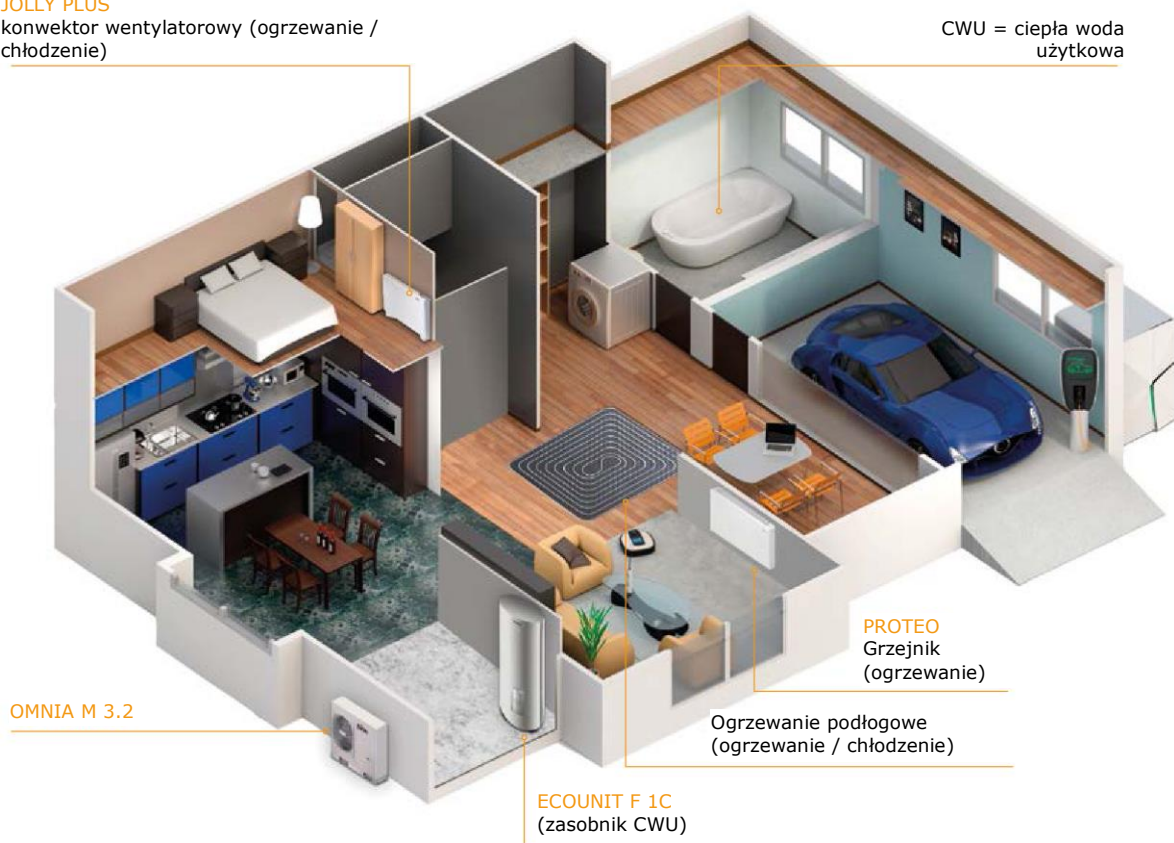 JOLLY PLUS
konwektor wentylatorowy (ogrzewanie /
chłodzenie)
CWU = ciepła woda
użytkowa
PROTEO
Grzejnik
(ogrzewanie)
OMNIA M 3.2
Ogrzewanie podłogowe
(ogrzewanie / chłodzenie)
ECOUNIT F 1C
(zasobnik CWU)